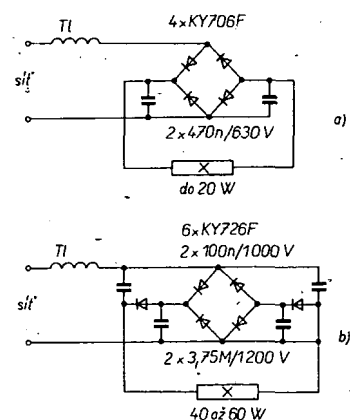 4×KY706F
Tl
síť
2×470n/630 V
a)
do 20 W
6×KY726F
2×100n/1000 V
Tl
síť
b)
2×3,75M/1200 V
40 až 60 W